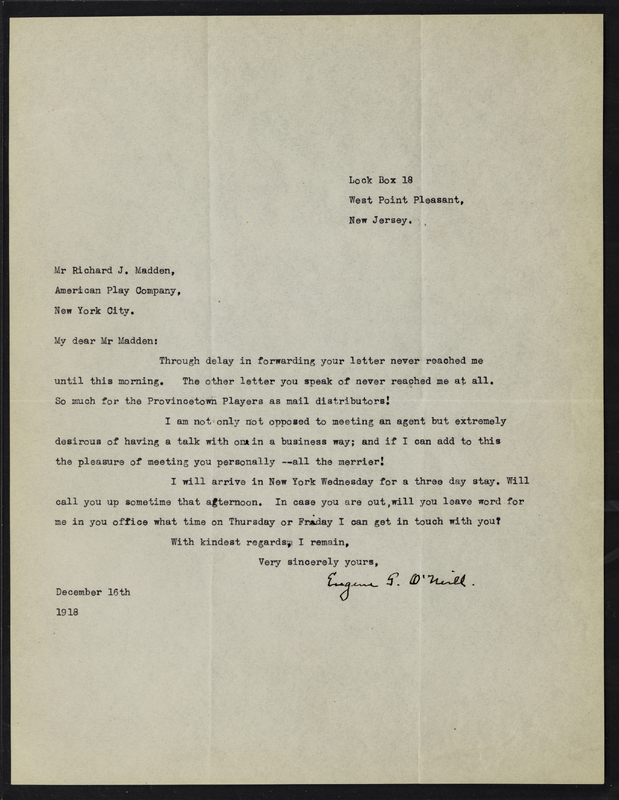 Lock Box 18
West Point Pleasant,
New Jersey.
Mr Richard J. Madden,
American Play Company,
New York City.
My dear Mr Madden:
Through delay in forwarding your letter never reached me
until this morning. The other letter you speak of never reached me at all.
So much for the Provincetown Players as mail distributors!
I am not only not opposed to meeting an agent but extremely
desirous of having a talk with one in a business way; and if I can add to this
the pleasure of meeting you personally --all the merrier!
I will arrive in New York Wednesday for a three day stay. Will
call you up sometime that afternoon. In case you are out,will you leave word for
me in you office what time on Thursday or Friday I can get in touch with you?
With kindest regards, I remain,
Very sincerely yours,
Eugene G. O'Neill.
December 16th
1918